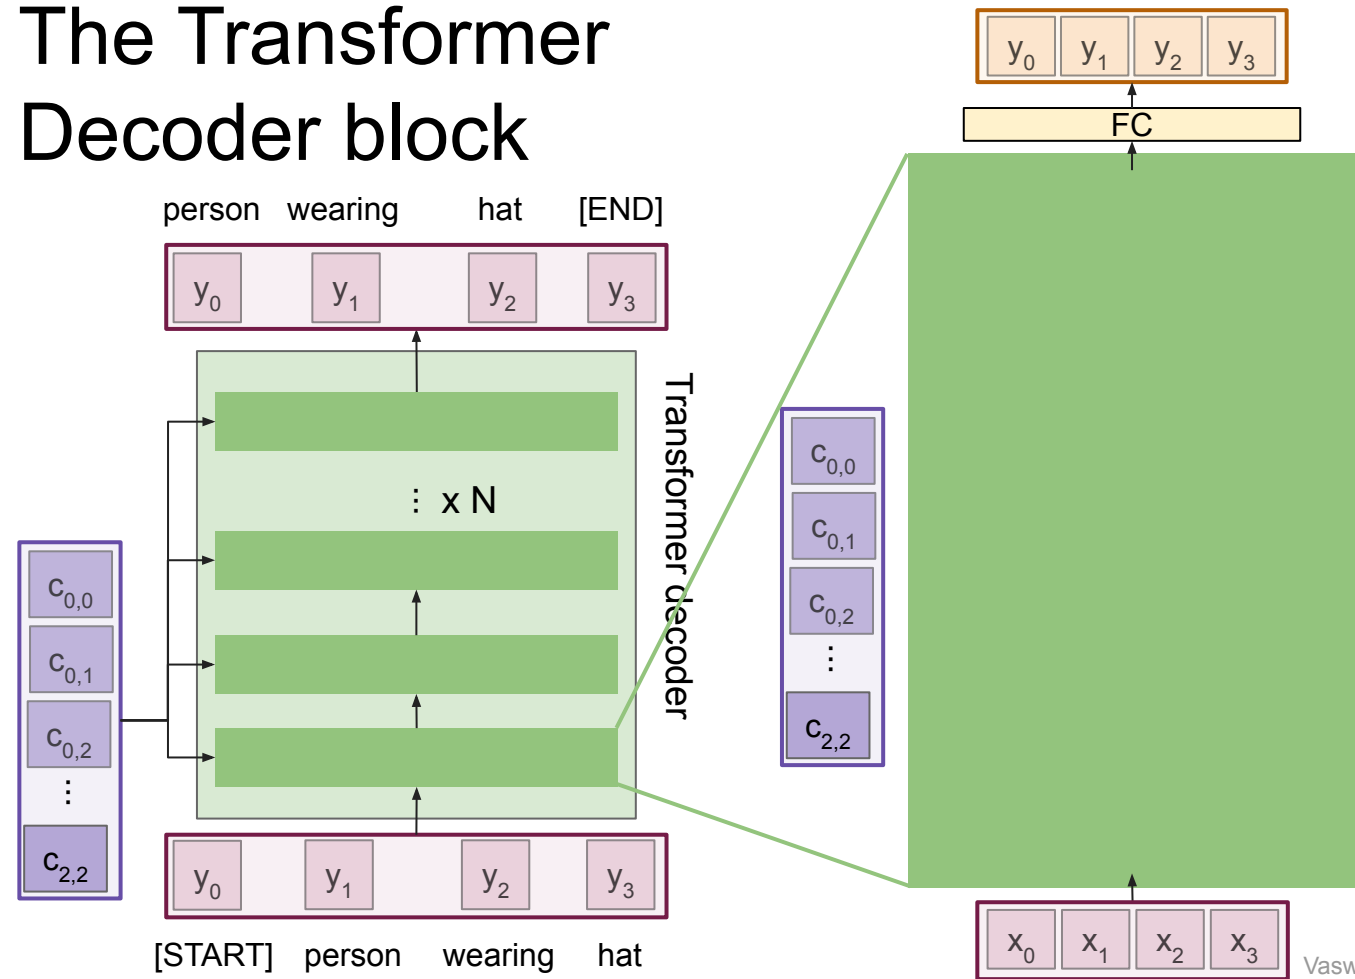 The Transformer
Decoder block
person wearing hat [END]
y0 y1 y2 y3
Transformer decoder
⋮ x N
c0,0
c0,1
c0,2
⋮
c2,2
y0 y1 y2 y3
[START] person wearing hat
y0 y1 y2 y3
FC
c0,0
c0,1
c0,2
⋮
c2,2
x0 x1 x2 x3
Vasw